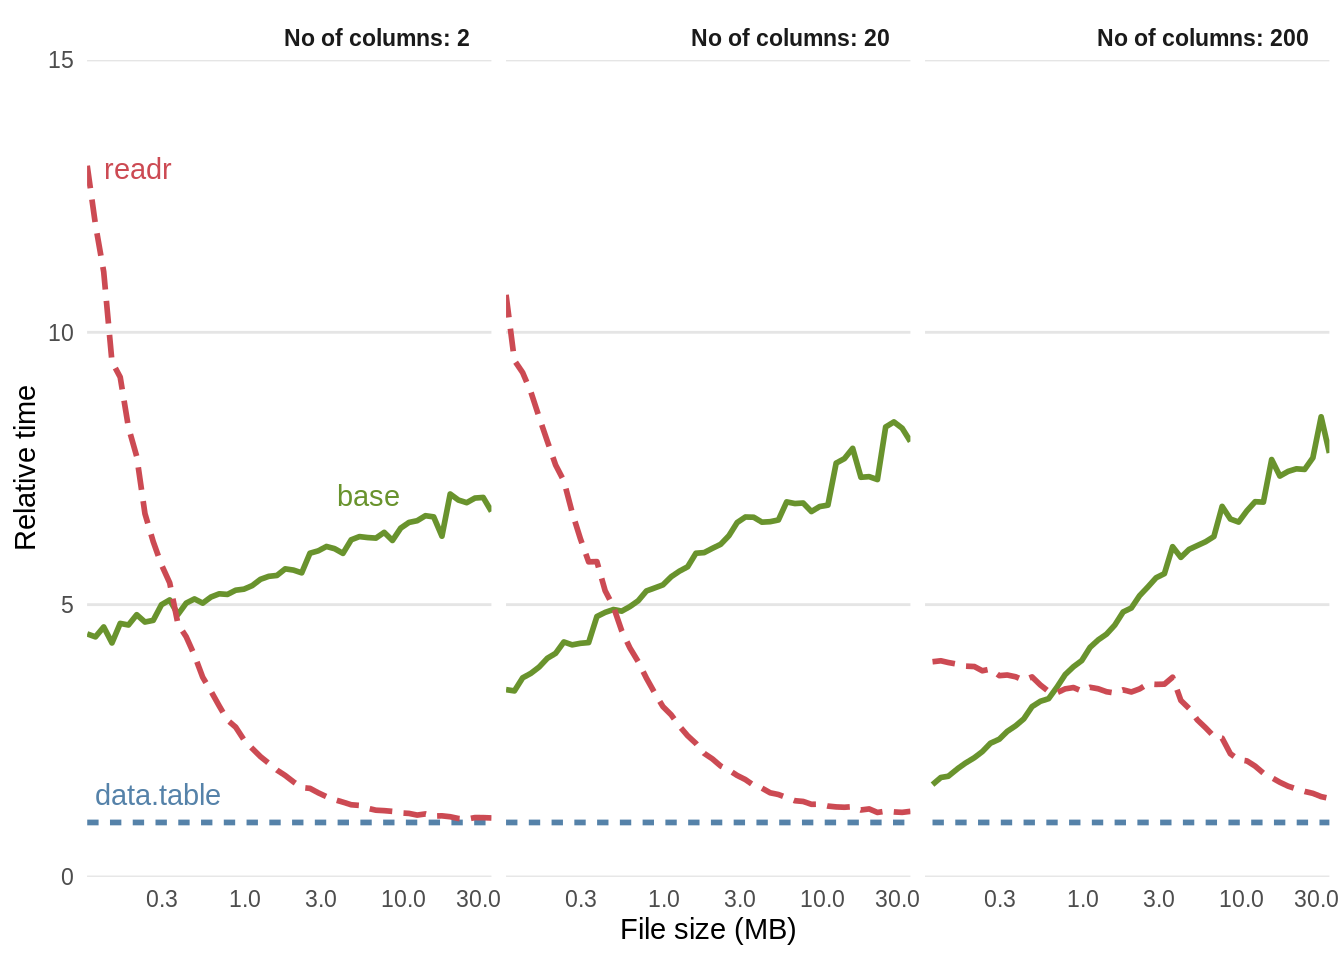 No of columns: 2
No of columns: 20
No of columns: 200
15
10
5
0
Relative time
readr
base
data.table
0.3 1.0 3.0 10.0 30.0
0.3 1.0 3.0 10.0 30.0
0.3 1.0 3.0 10.0 30.0
File size (MB)